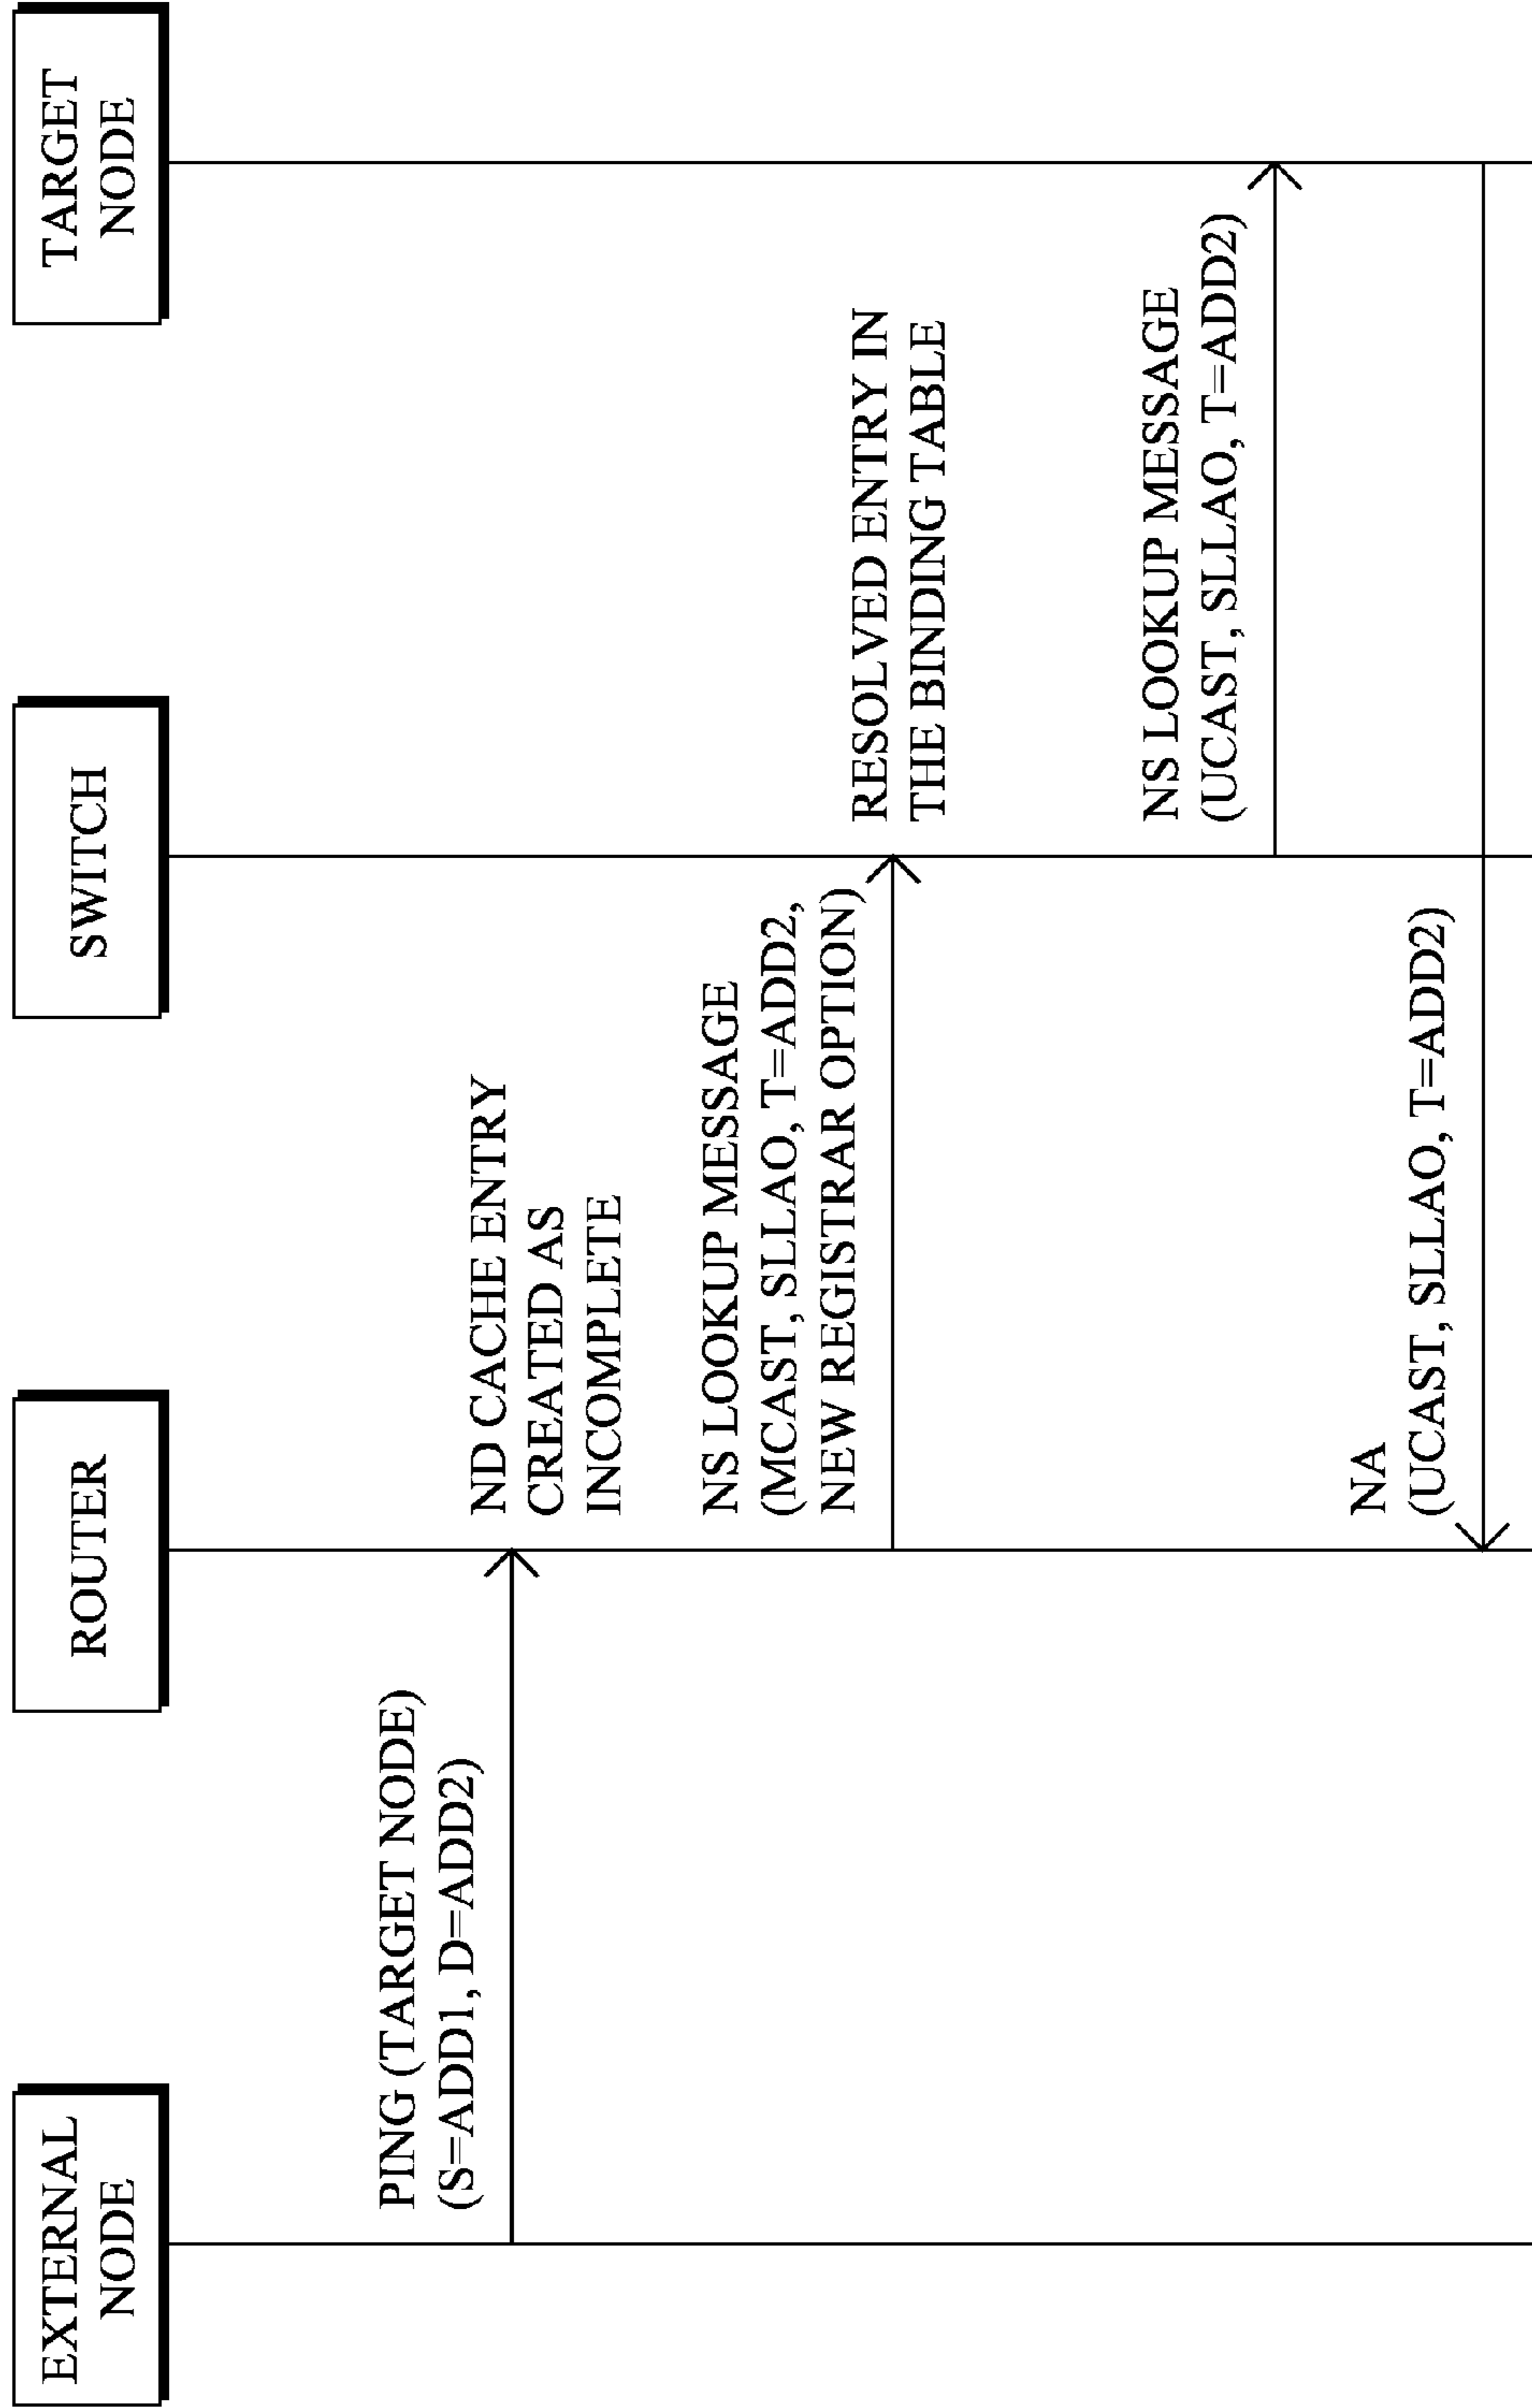 EXTERNAL
NODE
ROUTER
SWITCH
TARGET
NODE
PING (TARGET NODE)
(S=ADD1, D=ADD2)
ND CACHE ENTRY
CREATED AS
INCOMPLETE
NS LOOKUP MESSAGE
(MCAST, SLLAO, T=ADD2,
NEW REGISTRAR OPTION)
RESOLVED ENTRY IN
THE BINDING TABLE
NS LOOKUP MESSAGE
(UCAST, SLLAO, T=ADD2)
NA
(UCAST, SLLAO, T=ADD2)